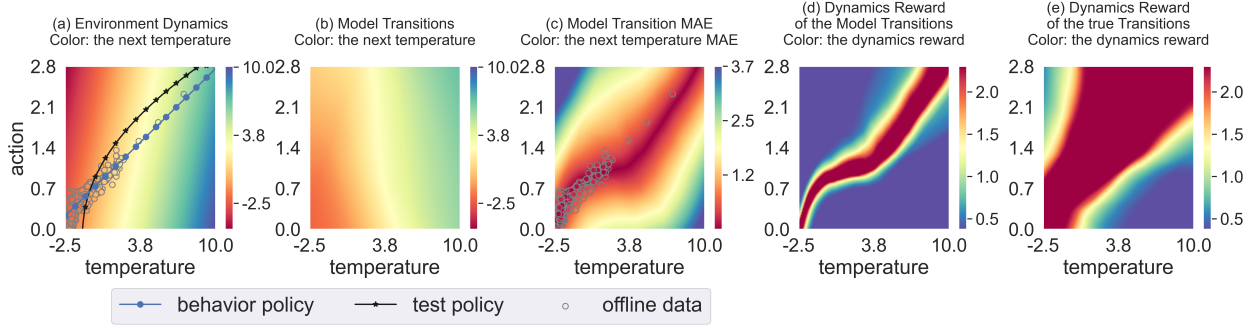 (a) Environment Dynamics
Color: the next temperature
(b) Model Transitions
Color: the next temperature
(c) Model Transition MAE
Color: the next temperature MAE
(d) Dynamics Reward
of the Model Transitions
Color: the dynamics reward
(e) Dynamics Reward
of the true Transitions
Color: the dynamics reward
action
2.8
2.1
1.4
0.7
0.0
-2.5
3.8
10.0
temperature
10.0
3.8
-2.5
2.8
2.1
1.4
0.7
0.0
-2.5
3.8
10.0
temperature
10.0
3.8
-2.5
2.8
2.1
1.4
0.7
0.0
-2.5
3.8
10.0
temperature
3.7
2.5
1.2
2.8
2.1
1.4
0.7
0.0
-2.5
3.8
10.0
temperature
2.0
1.5
1.0
0.5
2.8
2.1
1.4
0.7
0.0
-2.5
3.8
10.0
temperature
2.0
1.5
1.0
0.5
behavior policy
test policy
offline data